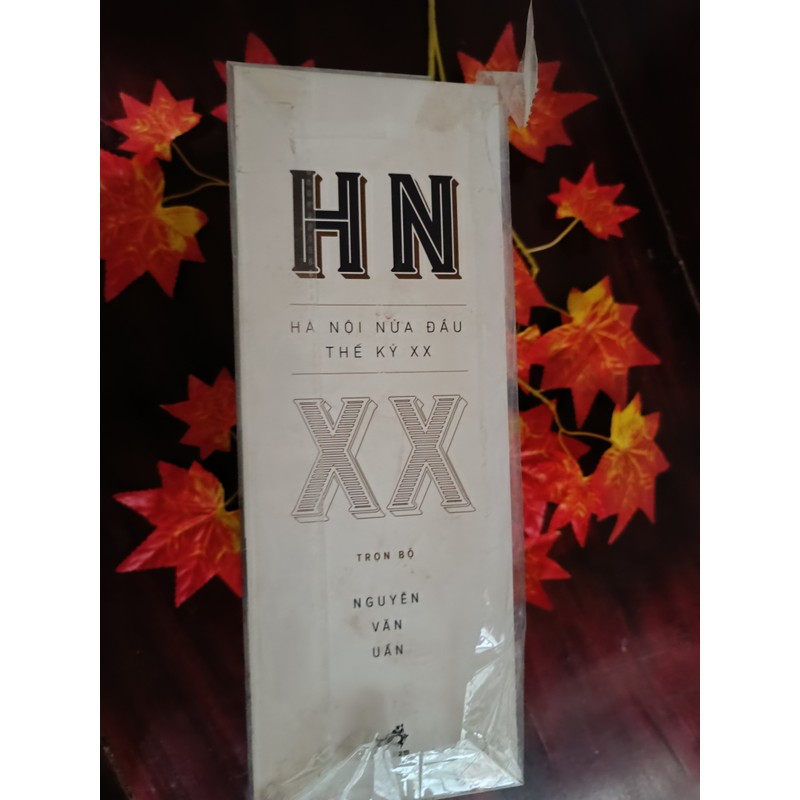 HN
HÀ NỘI NỬA ĐẦU
THẾ KỶ XX
XX
TRỌN BỘ
NGUYỄN
VĂN
UẨN